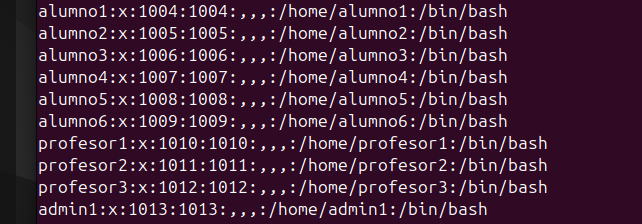 alumno1:x:1004:1004:,,,:/home/alumno1:/bin/bash
alumno2:x:1005:1005:,,,:/home/alumno2:/bin/bash
alumno3:x:1006:1006:,,,:/home/alumno3:/bin/bash
alumno4:x:1007:1007:,,,:/home/alumno4:/bin/bash
alumno5:x:1008:1008:,,,:/home/alumno5:/bin/bash
alumno6:x:1009:1009:,,,:/home/alumno6:/bin/bash
profesor1:x:1010:1010:,,,:/home/profesor1:/bin/bash
profesor2:x:1011:1011:,,,:/home/profesor2:/bin/bash
profesor3:x:1012:1012:,,,:/home/profesor3:/bin/bash
admin1:x:1013:1013:,,,:/home/admin1:/bin/bash